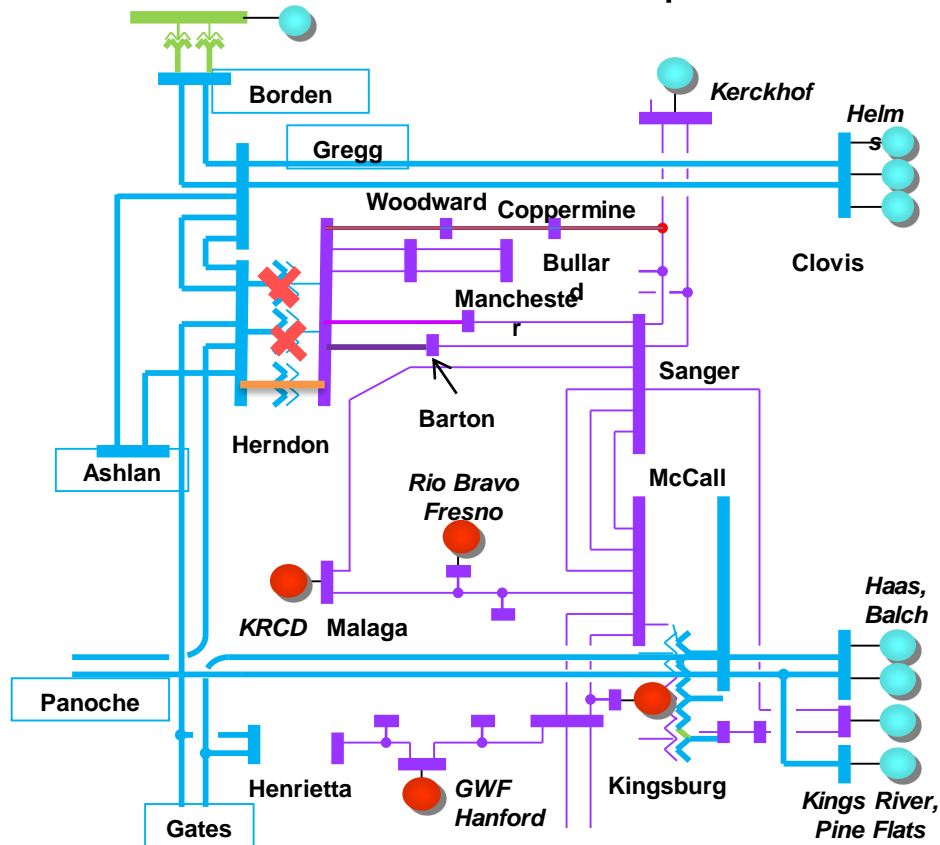 Borden
Kerckhof
Helm
s
Gregg
Woodward
Coppermine
Bullar
d
Clovis
Mancheste
r
Sanger
Barton
Herndon
Ashlan
McCall
Rio Bravo
Fresno
Haas,
Balch
KRCD
Malaga
Panoche
Henrietta
GWF
Hanford
Kingsburg
Kings River,
Pine Flats
Gates